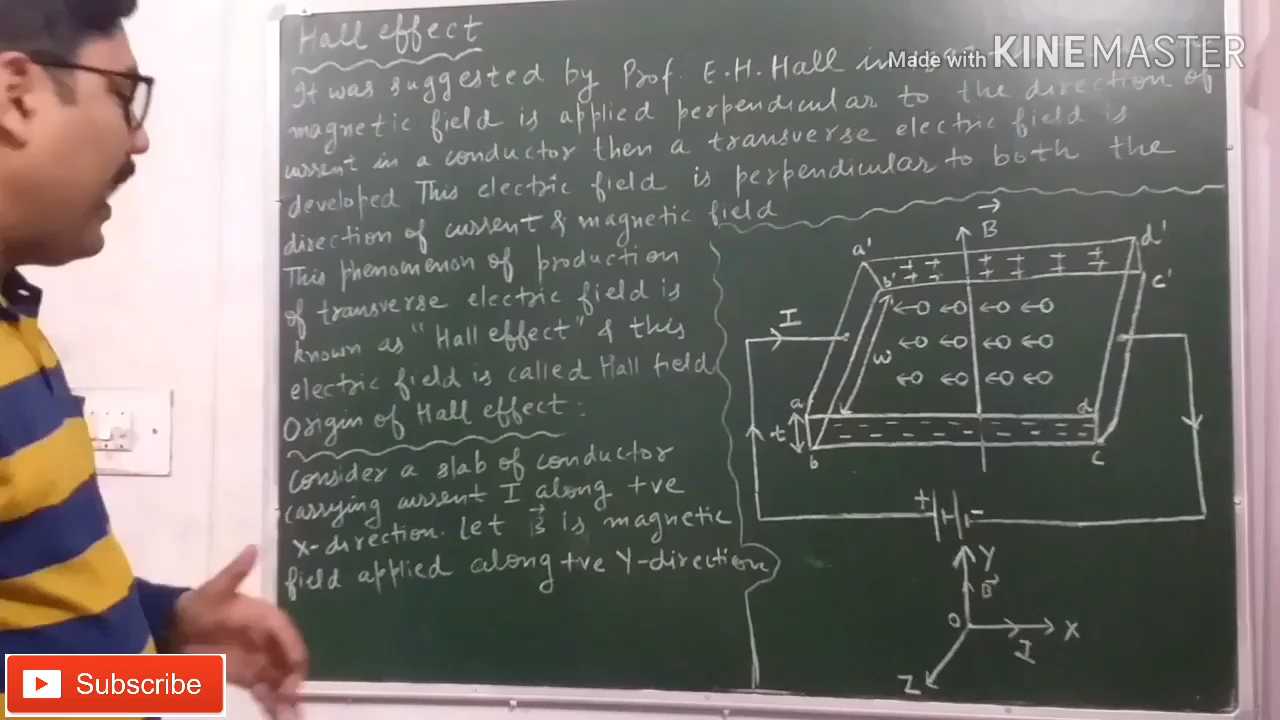 Hall effect
It was suggested by Prof. E.H. Hall in
Made with KINEMASTER
magnetic field is applied perpendicular to the direction of
current in a conductor then a transverse electric field is
developed This electric field is perpendicular to both the
direction of current & magnetic field
This phenomenon of production
of transverse electric field is
known as "Hall effect" & this
electric field is called Hall field
Origin of Hall effect:
Consider a slab of conductor
carrying current I along +ve
X-direction. Let B⃗ is magnetic
field applied along +ve Y-direction
B⃗
a' d'
b' c'
+ + + + + +
I
w
a d
t
- - - - - -
b c
+ -
Y
B⃗
O X
I
Z
Subscribe